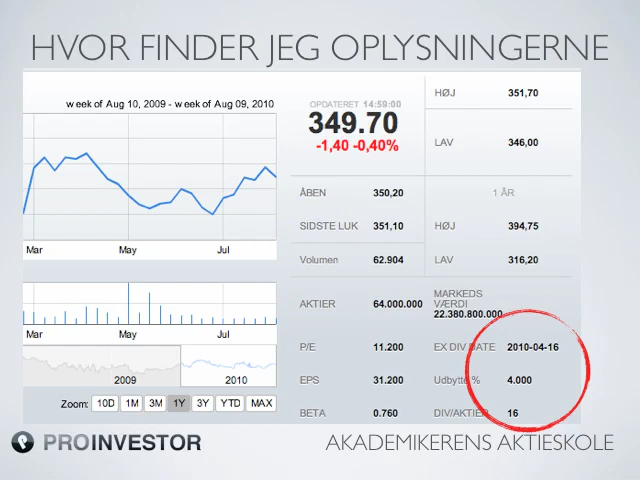 HVOR FINDER JEG OPLYSNINGERNE
week of Aug 10, 2009 - week of Aug 09, 2010
Mar May Jul
Mar May Jul
2009 2010
Zoom: 10D 1M 3M 1Y 3Y YTD MAX
OPDATERET 14:59:00
349.70
-1,40 -0,40%
HØJ 351,70
LAV 346,00
ÅBEN 350,20 1 ÅR
SIDSTE LUK 351,10 HØJ 394,75
Volumen 62.904 LAV 316,20
AKTIER 64.000.000 MARKEDS
VÆRDI
22.380.800.000
P/E 11.200 EX DIV DATE 2010-04-16
EPS 31.200 Udbytte % 4.000
BETA 0.760 DIV/AKTIER 16
PROINVESTOR AKADEMIKERENS AKTIESKOLE